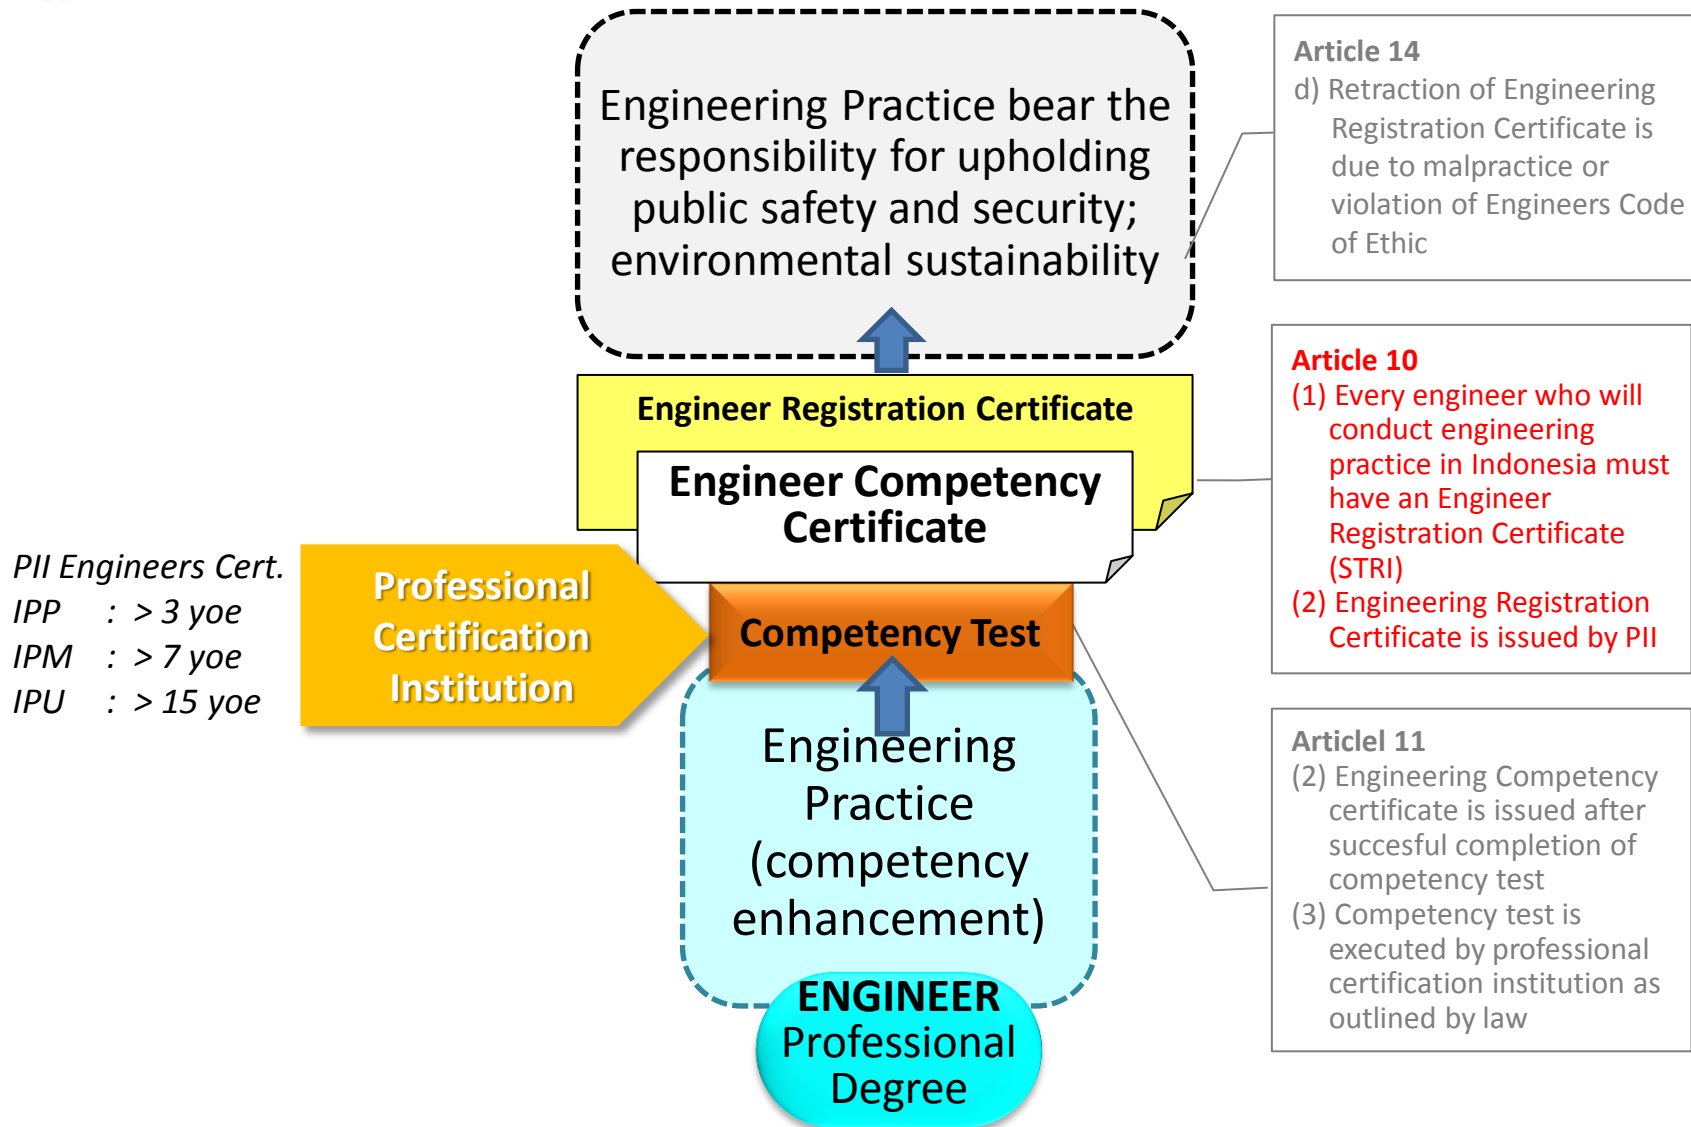 Engineering Practice bear the
responsibility for upholding
public safety and security;
environmental sustainability
Engineer Registration Certificate
Engineer Competency
Certificate
PII Engineers Cert.
IPP : > 3 yoe
IPM : > 7 yoe
IPU : > 15 yoe
Professional
Certification
Institution
Competency Test
Engineering
Practice
(competency
enhancement)
ENGINEER
Professional
Degree
Article 14
d) Retraction of Engineering
Registration Certificate is
due to malpractice or
violation of Engineers Code
of Ethic
Article 10
(1) Every engineer who will
conduct engineering
practice in Indonesia must
have an Engineer
Registration Certificate
(STRI)
(2) Engineering Registration
Certificate is issued by PII
Articlel 11
(2) Engineering Competency
certificate is issued after
succesful completion of
competency test
(3) Competency test is
executed by professional
certification institution as
outlined by law